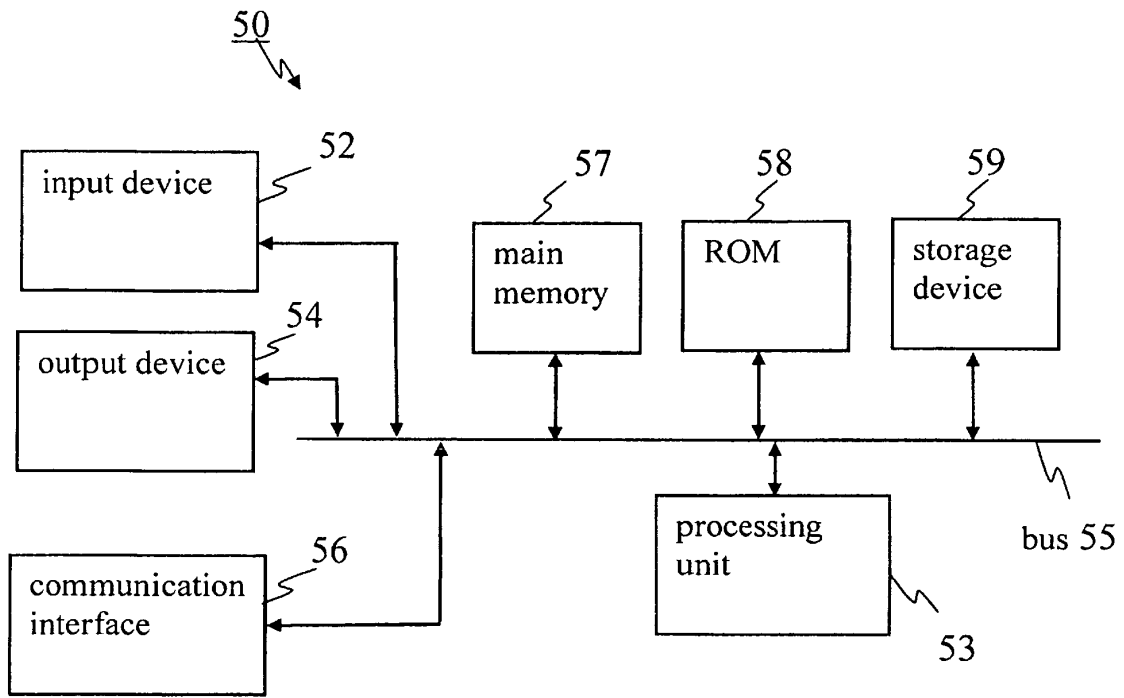 50
52
input device
54
output device
56
communication
interface
57
main
memory
58
ROM
59
storage
device
bus 55
processing
unit
53